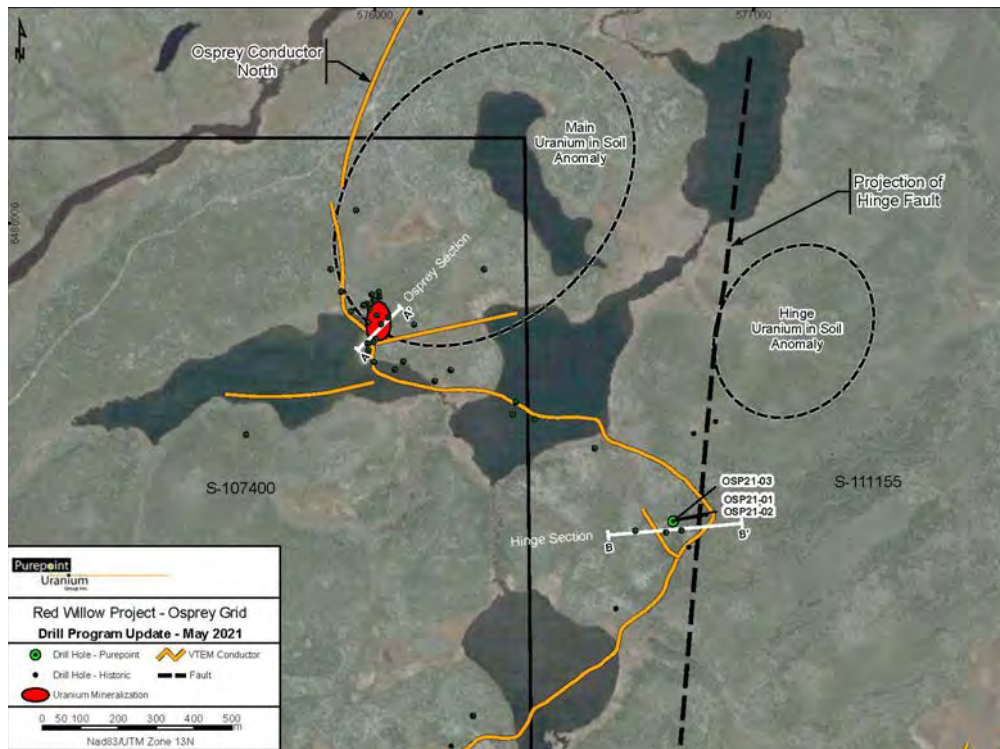 576000
577000
N
Osprey Conductor
North
Main
Uranium in Soil
Anomaly
Projection of
Hinge Fault
6486000
Osprey Section
A'
A
Hinge
Uranium in Soil
Anomaly
S-107400
S-111155
OSP21-03
OSP21-01
OSP21-02
Hinge Section
B
B'
Purepoint
Uranium
Group Inc.
Red Willow Project - Osprey Grid
Drill Program Update - May 2021
Drill Hole - Purepoint
VTEM Conductor
Drill Hole - Historic
Fault
Uranium Mineralization
0 50 100 200 300 400 500
m
Nad83/UTM Zone 13N